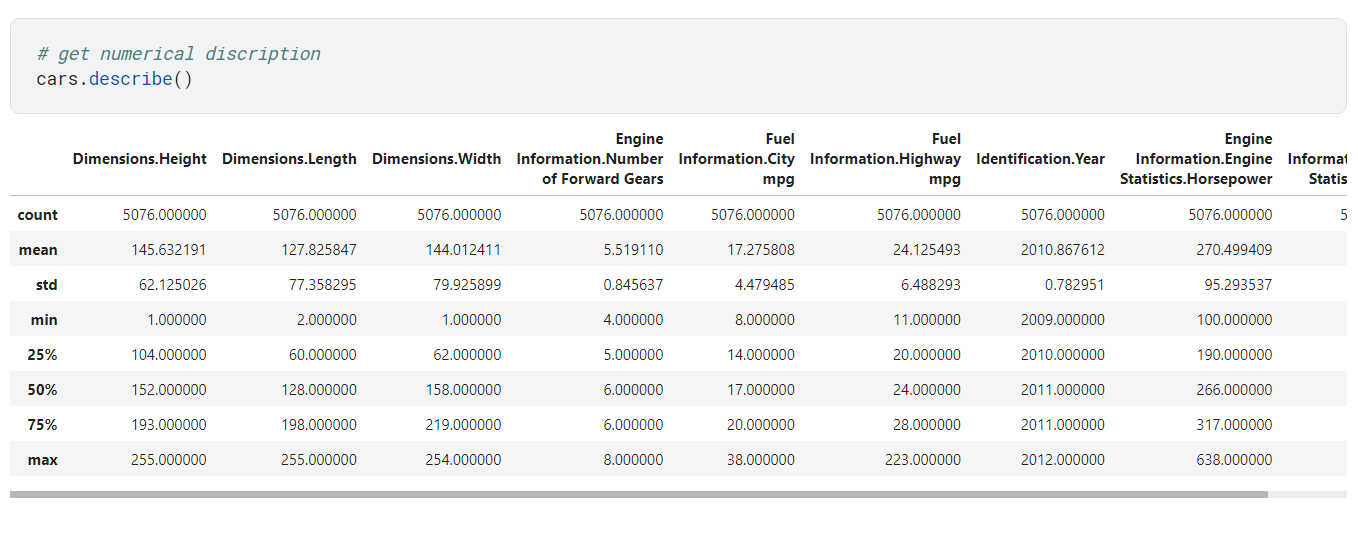 # get numerical discription
cars.describe()
Engine Fuel Fuel Engine
Dimensions.Height Dimensions.Length Dimensions.Width Information.Number Information.City Information.Highway Identification.Year Information.Engine Informat
of Forward Gears mpg mpg Statistics.Horsepower Statis
count 5076.000000 5076.000000 5076.000000 5076.000000 5076.000000 5076.000000 5076.000000 5076.000000 5
mean 145.632191 127.825847 144.012411 5.519110 17.275808 24.125493 2010.867612 270.499409
std 62.125026 77.358295 79.925899 0.845637 4.479485 6.488293 0.782951 95.293537
min 1.000000 2.000000 1.000000 4.000000 8.000000 11.000000 2009.000000 100.000000
25% 104.000000 60.000000 62.000000 5.000000 14.000000 20.000000 2010.000000 190.000000
50% 152.000000 128.000000 158.000000 6.000000 17.000000 24.000000 2011.000000 266.000000
75% 193.000000 198.000000 219.000000 6.000000 20.000000 28.000000 2011.000000 317.000000
max 255.000000 255.000000 254.000000 8.000000 38.000000 223.000000 2012.000000 638.000000